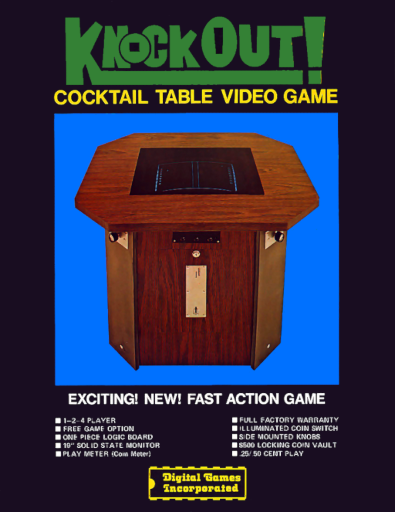 KNOCKOUT!
COCKTAIL TABLE VIDEO GAME
EXCITING! NEW! FAST ACTION GAME
1-2-4 PLAYER
FREE GAME OPTION
ONE PIECE LOGIC BOARD
19" SOLID STATE MONITOR
PLAY METER (Coin Meter)
FULL FACTORY WARRANTY
ILLUMINATED COIN SWITCH
SIDE MOUNTED KNOBS
$500 LOCKING COIN VAULT
.25/ 50 CENT PLAY
Digital Games
Incorporated